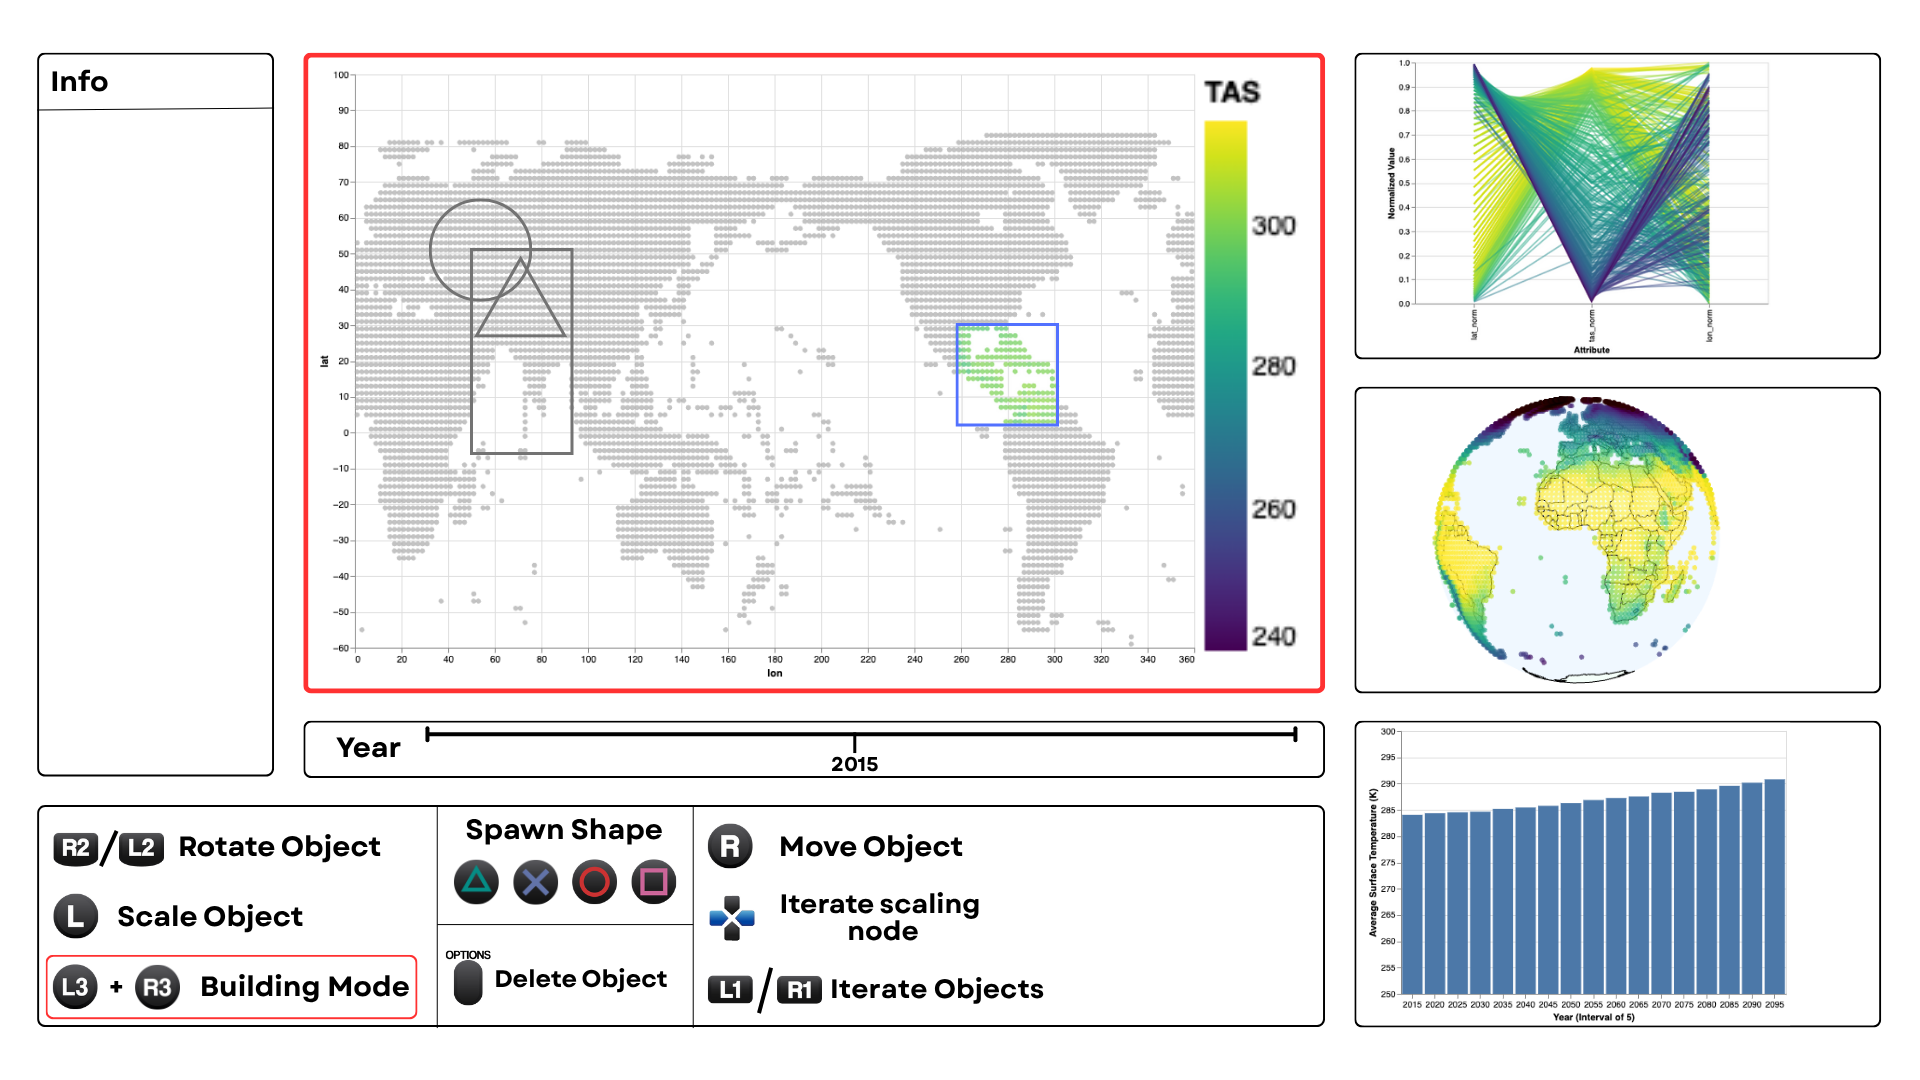 Info
TAS
100
90
80
70
60
50
40
30
20
10
0
−10
−20
−30
−40
−50
−60
lat
0 20 40 60 80 100 120 140 160 180 200 220 240 260 280 300 320 340 360
lon
300
280
260
240
Year
2015
R2 / L2 Rotate Object
L Scale Object
L3 + R3 Building Mode
Spawn Shape
OPTIONS
Delete Object
R Move Object
Iterate scaling
node
L1 / R1 Iterate Objects
1.0
0.9
0.8
0.7
0.6
0.5
0.4
0.3
0.2
0.1
0.0
Normalized Value
lat_norm
tas_norm
lon_norm
Attribute
300
295
290
285
280
275
270
265
260
255
250
Average Surface Temperature (K)
2015 2020 2025 2030 2035 2040 2045 2050 2055 2060 2065 2070 2075 2080 2085 2090 2095
Year (Interval of 5)